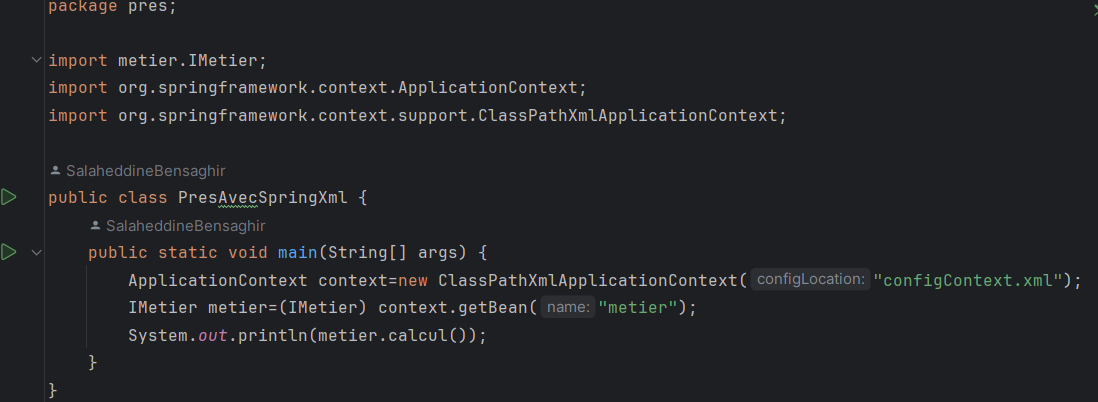 package pres;
import metier.IMetier;
import org.springframework.context.ApplicationContext;
import org.springframework.context.support.ClassPathXmlApplicationContext;
SalaheddineBensaghir
public class PresAvecSpringXml {
SalaheddineBensaghir
public static void main(String[] args) {
ApplicationContext context=new ClassPathXmlApplicationContext( configLocation: "configContext.xml");
IMetier metier=(IMetier) context.getBean( name: "metier");
System.out.println(metier.calcul());
}
}